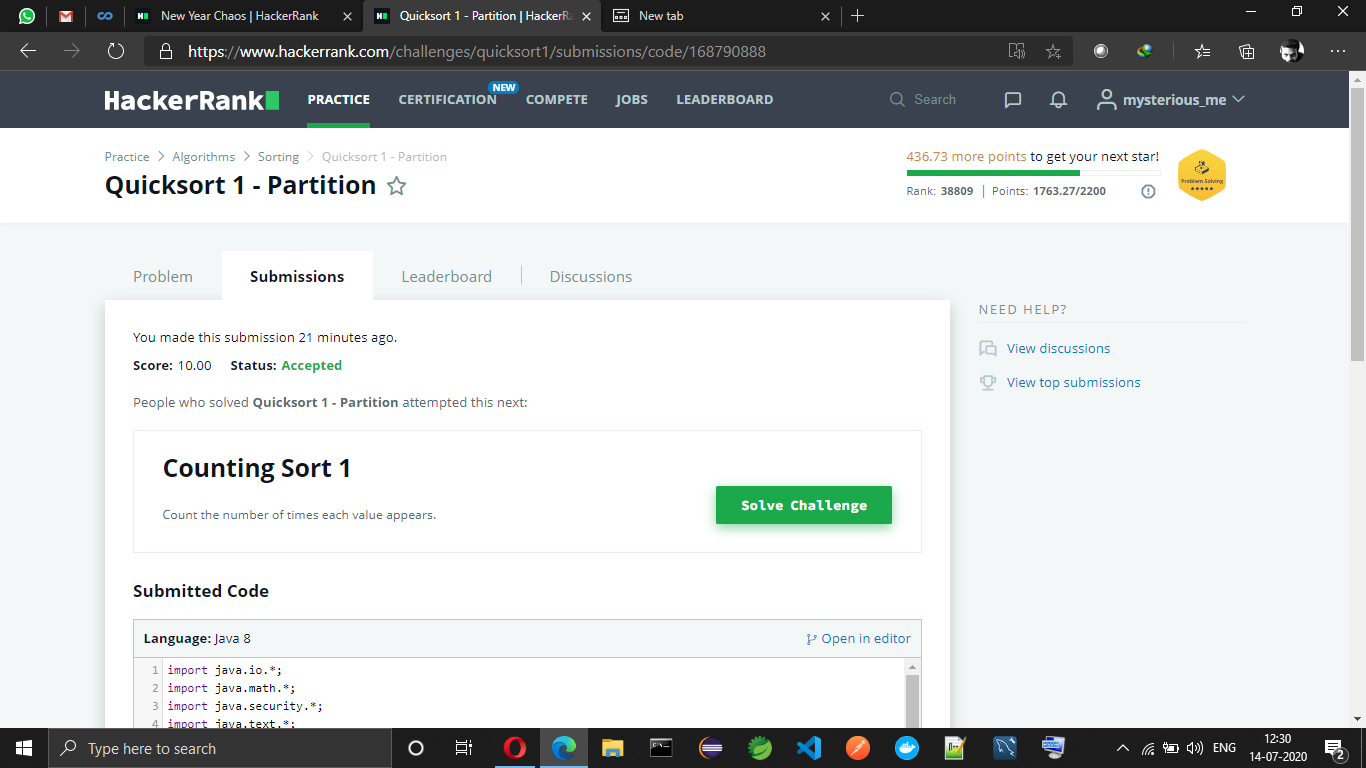 New Year Chaos | HackerRank
Quicksort 1 - Partition | HackerRa
New tab
https://www.hackerrank.com/challenges/quicksort1/submissions/code/168790888
HackerRank
PRACTICE
CERTIFICATION
NEW
COMPETE
JOBS
LEADERBOARD
Search
mysterious_me
Practice > Algorithms > Sorting > Quicksort 1 - Partition
Quicksort 1 - Partition
436.73 more points to get your next star!
Rank: 38809 | Points: 1763.27/2200
Problem Solving
Problem
Submissions
Leaderboard
Discussions
You made this submission 21 minutes ago.
Score: 10.00 Status: Accepted
People who solved Quicksort 1 - Partition attempted this next:
Counting Sort 1
Count the number of times each value appears.
Solve Challenge
NEED HELP?
View discussions
View top submissions
Submitted Code
Language: Java 8
Open in editor
1 import java.io.*;
2 import java.math.*;
3 import java.security.*;
4 import java.text.*;
Type here to search
ENG
12:30
14-07-2020
2